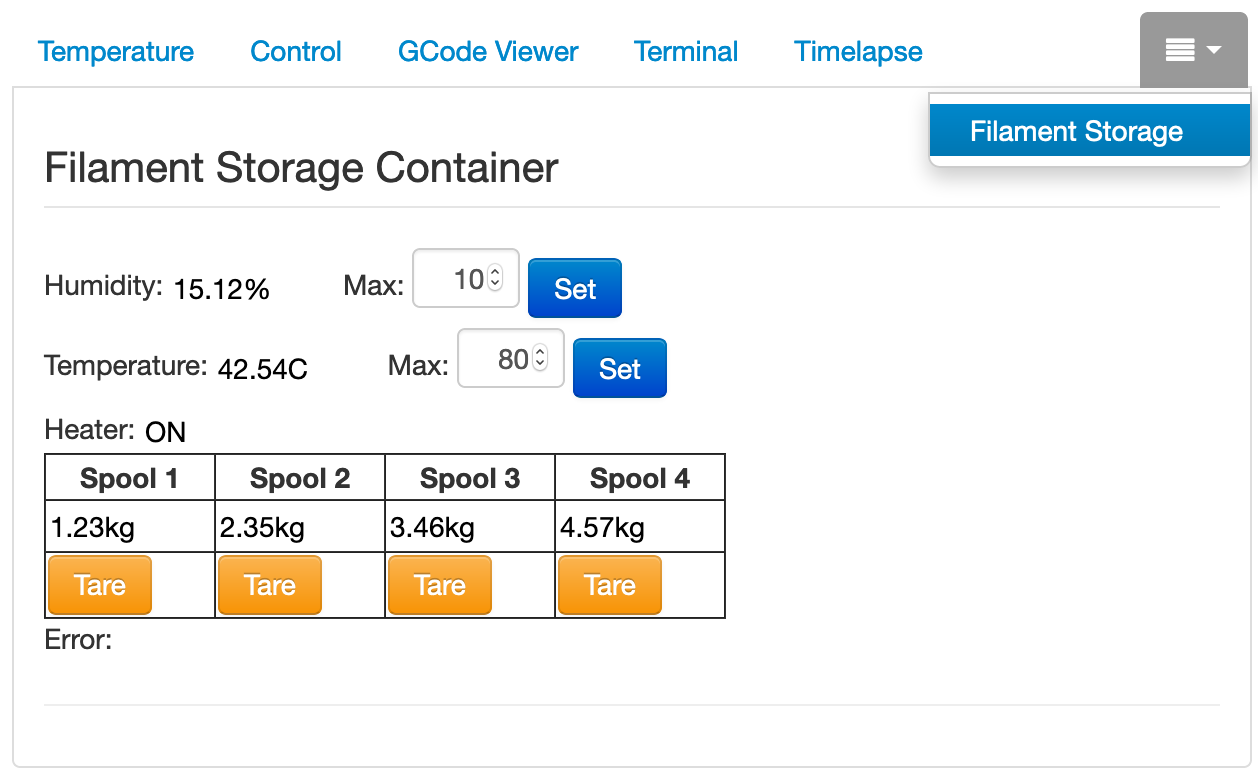 Temperature Control GCode Viewer Terminal Timelapse
Filament Storage
Filament Storage Container
Humidity: 15.12% Max: 10 Set
Temperature: 42.54C Max: 80 Set
Heater: ON
Spool 1 Spool 2 Spool 3 Spool 4
1.23kg 2.35kg 3.46kg 4.57kg
Tare Tare Tare Tare
Error: